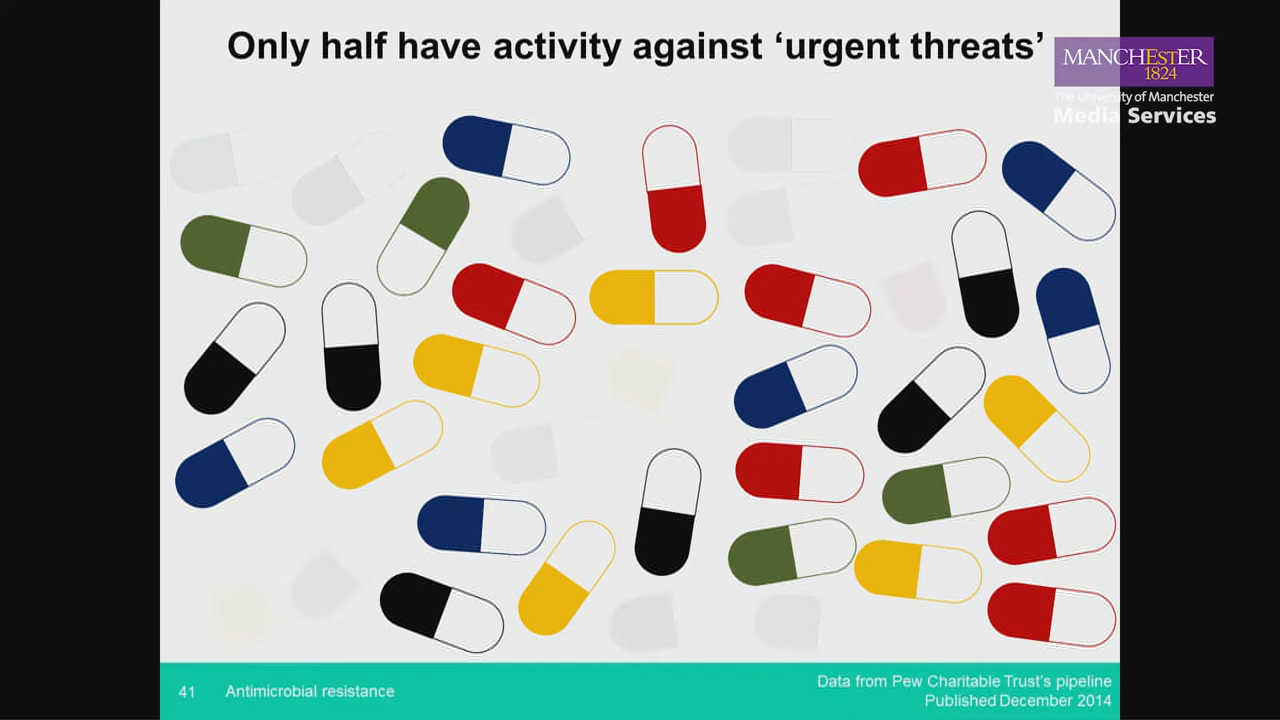 Only half have activity against ‘urgent threats’
MANCHESTER
1824
The University of Manchester
Media Services
41 Antimicrobial resistance
Data from Pew Charitable Trust's pipeline
Published December 2014